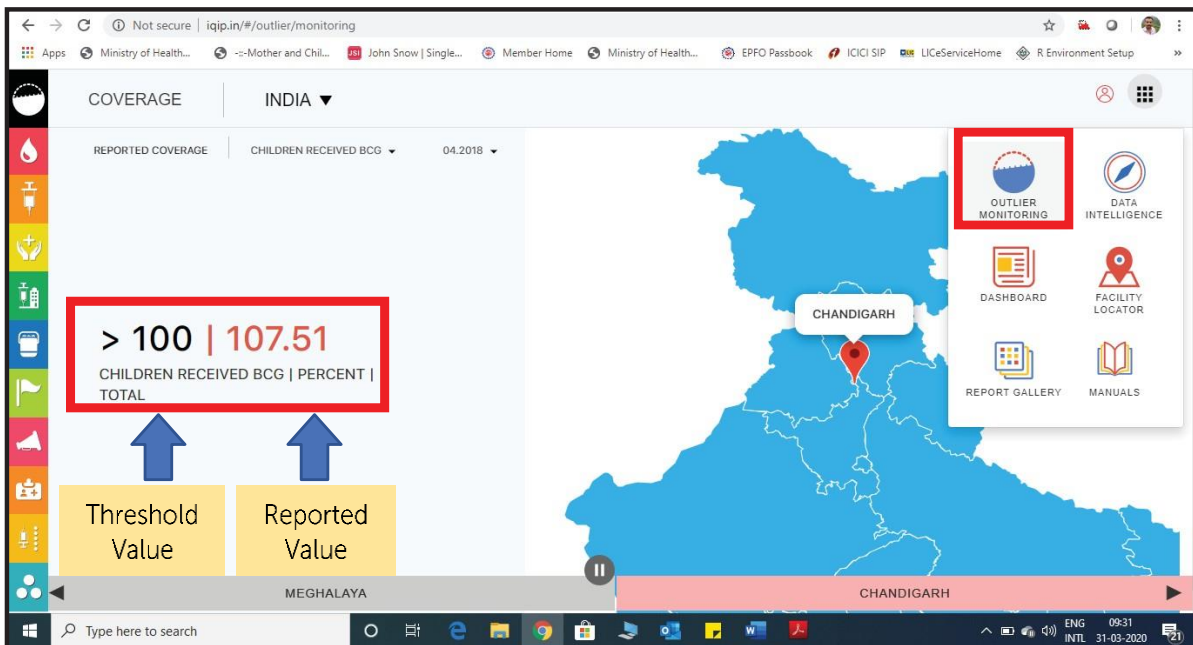 Not secure | iqip.in/#/outlier/monitoring
Apps Ministry of Health... -::-Mother and Chil... JSI John Snow | Single... Member Home Ministry of Health... EPFO Passbook ICICI SIP LICeServiceHome R Environment Setup »
COVERAGE INDIA ▼
REPORTED COVERAGE CHILDREN RECEIVED BCG 04.2018
OUTLIER
MONITORING
DATA
INTELLIGENCE
DASHBOARD
FACILITY
LOCATOR
REPORT GALLERY
MANUALS
CHANDIGARH
> 100 | 107.51
CHILDREN RECEIVED BCG | PERCENT |
TOTAL
Threshold
Value
Reported
Value
MEGHALAYA
CHANDIGARH
Type here to search
ENG 09:31
INTL 31-03-2020 21